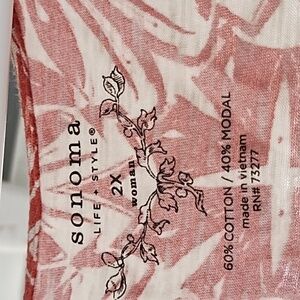 sonoma
LIFE + STYLE®
2X
woman
60% COTTON / 40% MODAL
made in vietnam
RN# 73277